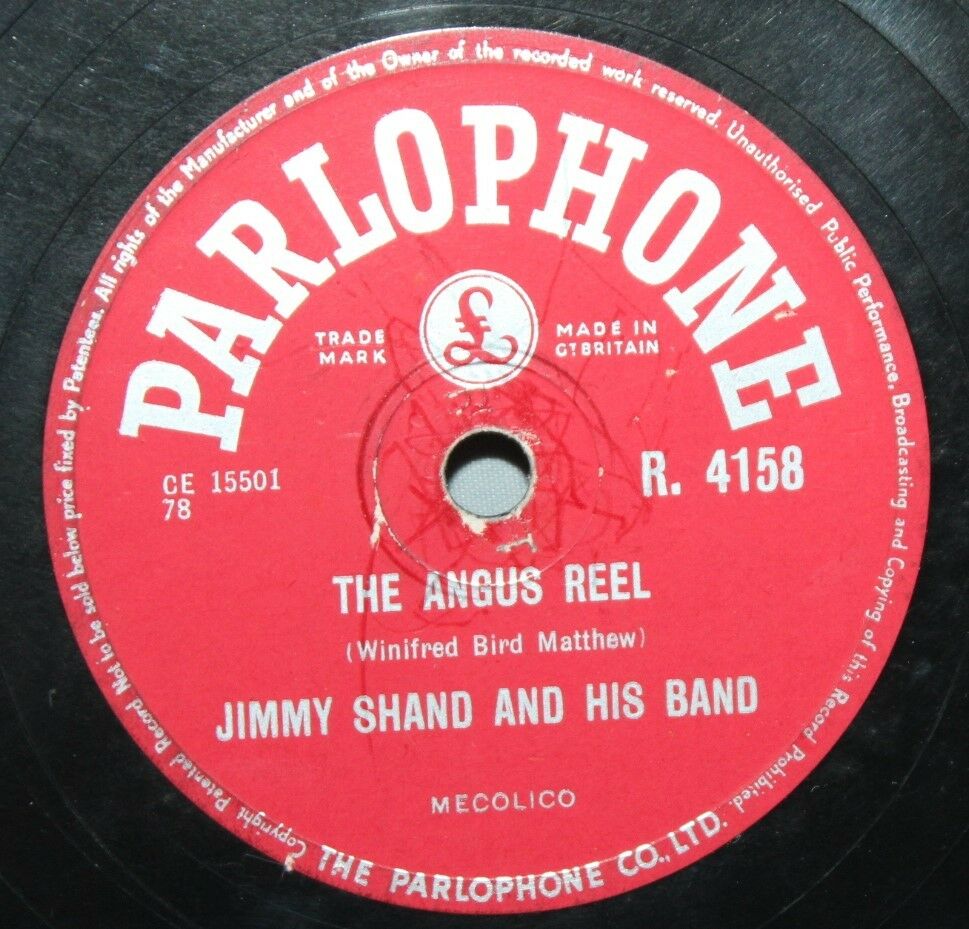 Copyright Patented Record Not to be sold below price fixed by Patentees. All rights of the Manufacturer and of the Owner of the recorded work reserved. Unauthorised Public Performance, Broadcasting and Copying of this Record Prohibited.
PARLOPHONE
TRADE MARK
£
MADE IN GT BRITAIN
CE 15501
78
R. 4158
THE ANGUS REEL
(Winifred Bird Matthew)
JIMMY SHAND AND HIS BAND
MECOLICO
THE PARLOPHONE CO., LTD.